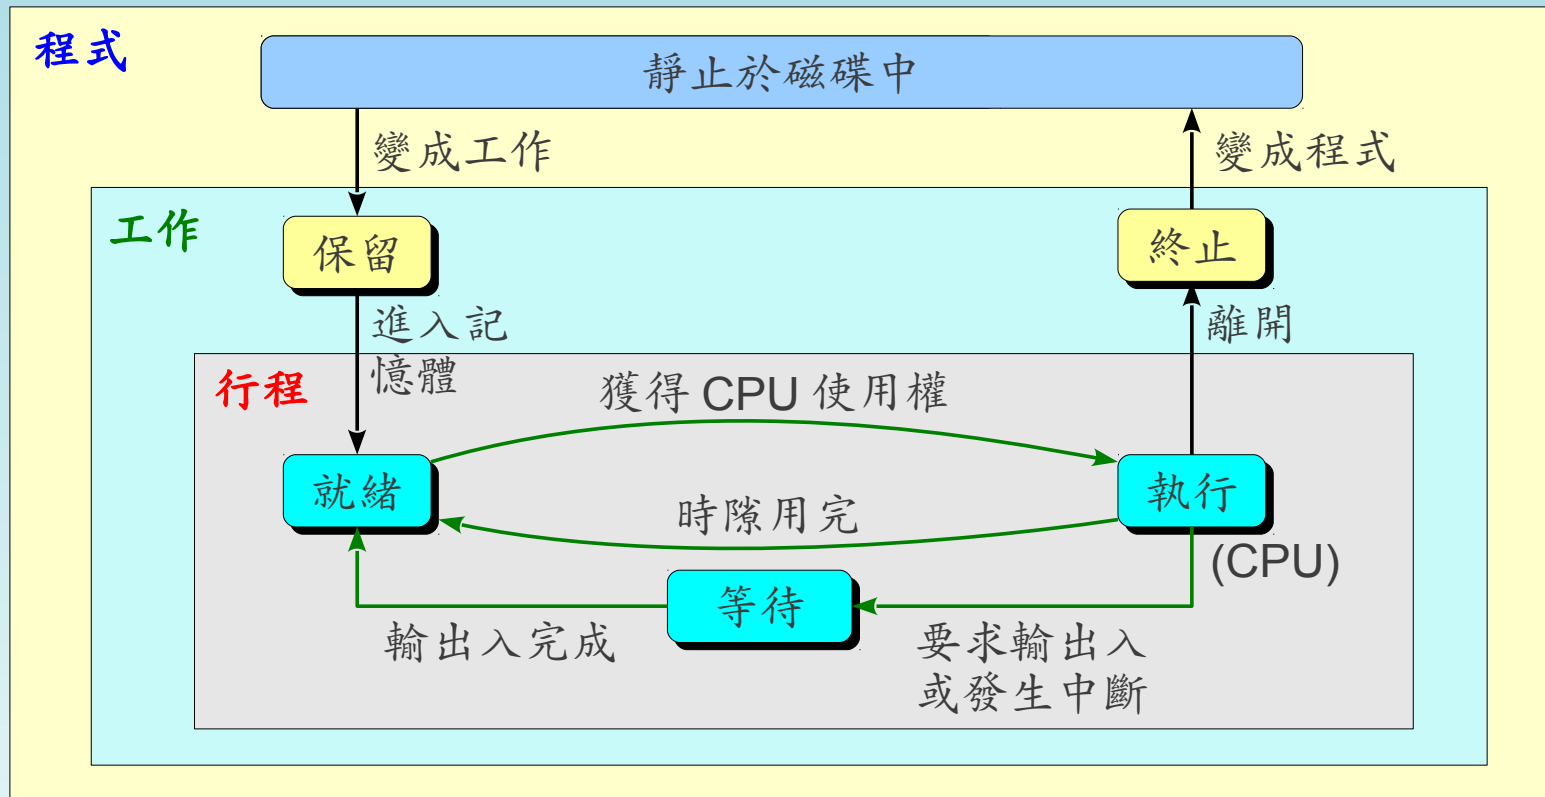 程式
靜止於磁碟中
變成工作
變成程式
工作
保留
終止
進入記
憶體
離開
行程
獲得 CPU 使用權
就緒
執行
時隙用完
(CPU)
等待
輸出入完成
要求輸出入
或發生中斷